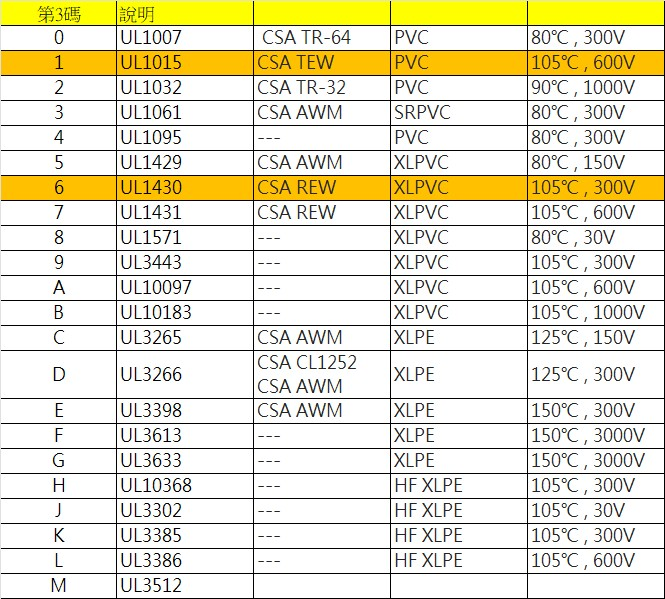 第3碼 說明
0 UL1007 CSA TR-64 PVC 80℃ , 300V
1 UL1015 CSA TEW PVC 105℃ , 600V
2 UL1032 CSA TR-32 PVC 90℃ , 1000V
3 UL1061 CSA AWM SRPVC 80℃ , 300V
4 UL1095 --- PVC 80℃ , 300V
5 UL1429 CSA AWM XLPVC 80℃ , 150V
6 UL1430 CSA REW XLPVC 105℃ , 300V
7 UL1431 CSA REW XLPVC 105℃ , 600V
8 UL1571 --- XLPVC 80℃ , 30V
9 UL3443 --- XLPVC 105℃ , 300V
A UL10097 --- XLPVC 105℃ , 600V
B UL10183 --- XLPVC 105℃ , 1000V
C UL3265 CSA AWM XLPE 125℃ , 150V
D UL3266 CSA CL1252 CSA AWM XLPE 125℃ , 300V
E UL3398 CSA AWM XLPE 150℃ , 300V
F UL3613 --- XLPE 150℃ , 3000V
G UL3633 --- XLPE 150℃ , 3000V
H UL10368 --- HF XLPE 105℃ , 300V
J UL3302 --- HF XLPE 105℃ , 30V
K UL3385 --- HF XLPE 105℃ , 300V
L UL3386 --- HF XLPE 105℃ , 600V
M UL3512